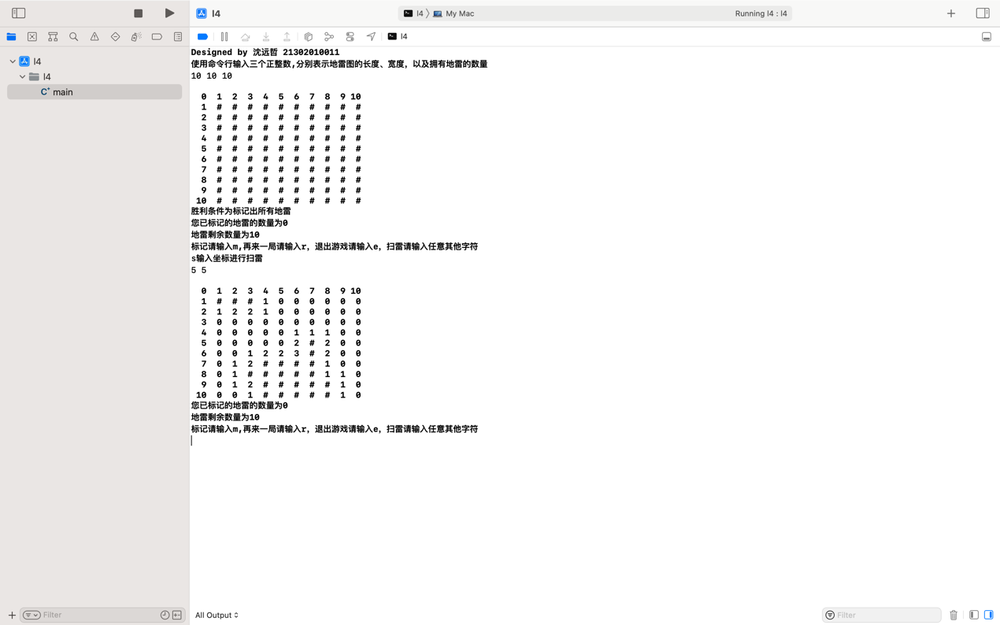 I4
I4 〉 My Mac
Running I4 : I4
I4
I4
I4
main
Filter
Designed by 沈远哲 21302010011
使用命令行输入三个正整数,分别表示地雷图的长度、宽度，以及拥有地雷的数量
10 10 10
0 1 2 3 4 5 6 7 8 9 10
1 # # # # # # # # # #
2 # # # # # # # # # #
3 # # # # # # # # # #
4 # # # # # # # # # #
5 # # # # # # # # # #
6 # # # # # # # # # #
7 # # # # # # # # # #
8 # # # # # # # # # #
9 # # # # # # # # # #
10 # # # # # # # # # #
胜利条件为标记出所有地雷
您已标记的地雷的数量为0
地雷剩余数量为10
标记请输入m,再来一局请输入r，退出游戏请输入e，扫雷请输入任意其他字符
s输入坐标进行扫雷
5 5
0 1 2 3 4 5 6 7 8 9 10
1 # # # 1 0 0 0 0 0 0
2 1 2 2 1 0 0 0 0 0 0
3 0 0 0 0 0 0 0 0 0 0
4 0 0 0 0 0 1 1 1 0 0
5 0 0 0 0 0 2 # 2 0 0
6 0 0 1 2 2 3 # 2 0 0
7 0 1 2 # # # # 1 0 0
8 0 1 # # # # # 1 1 0
9 0 1 2 # # # # # 1 0
10 0 0 1 # # # # # 1 0
您已标记的地雷的数量为0
地雷剩余数量为10
标记请输入m,再来一局请输入r，退出游戏请输入e，扫雷请输入任意其他字符
All Output
Filter